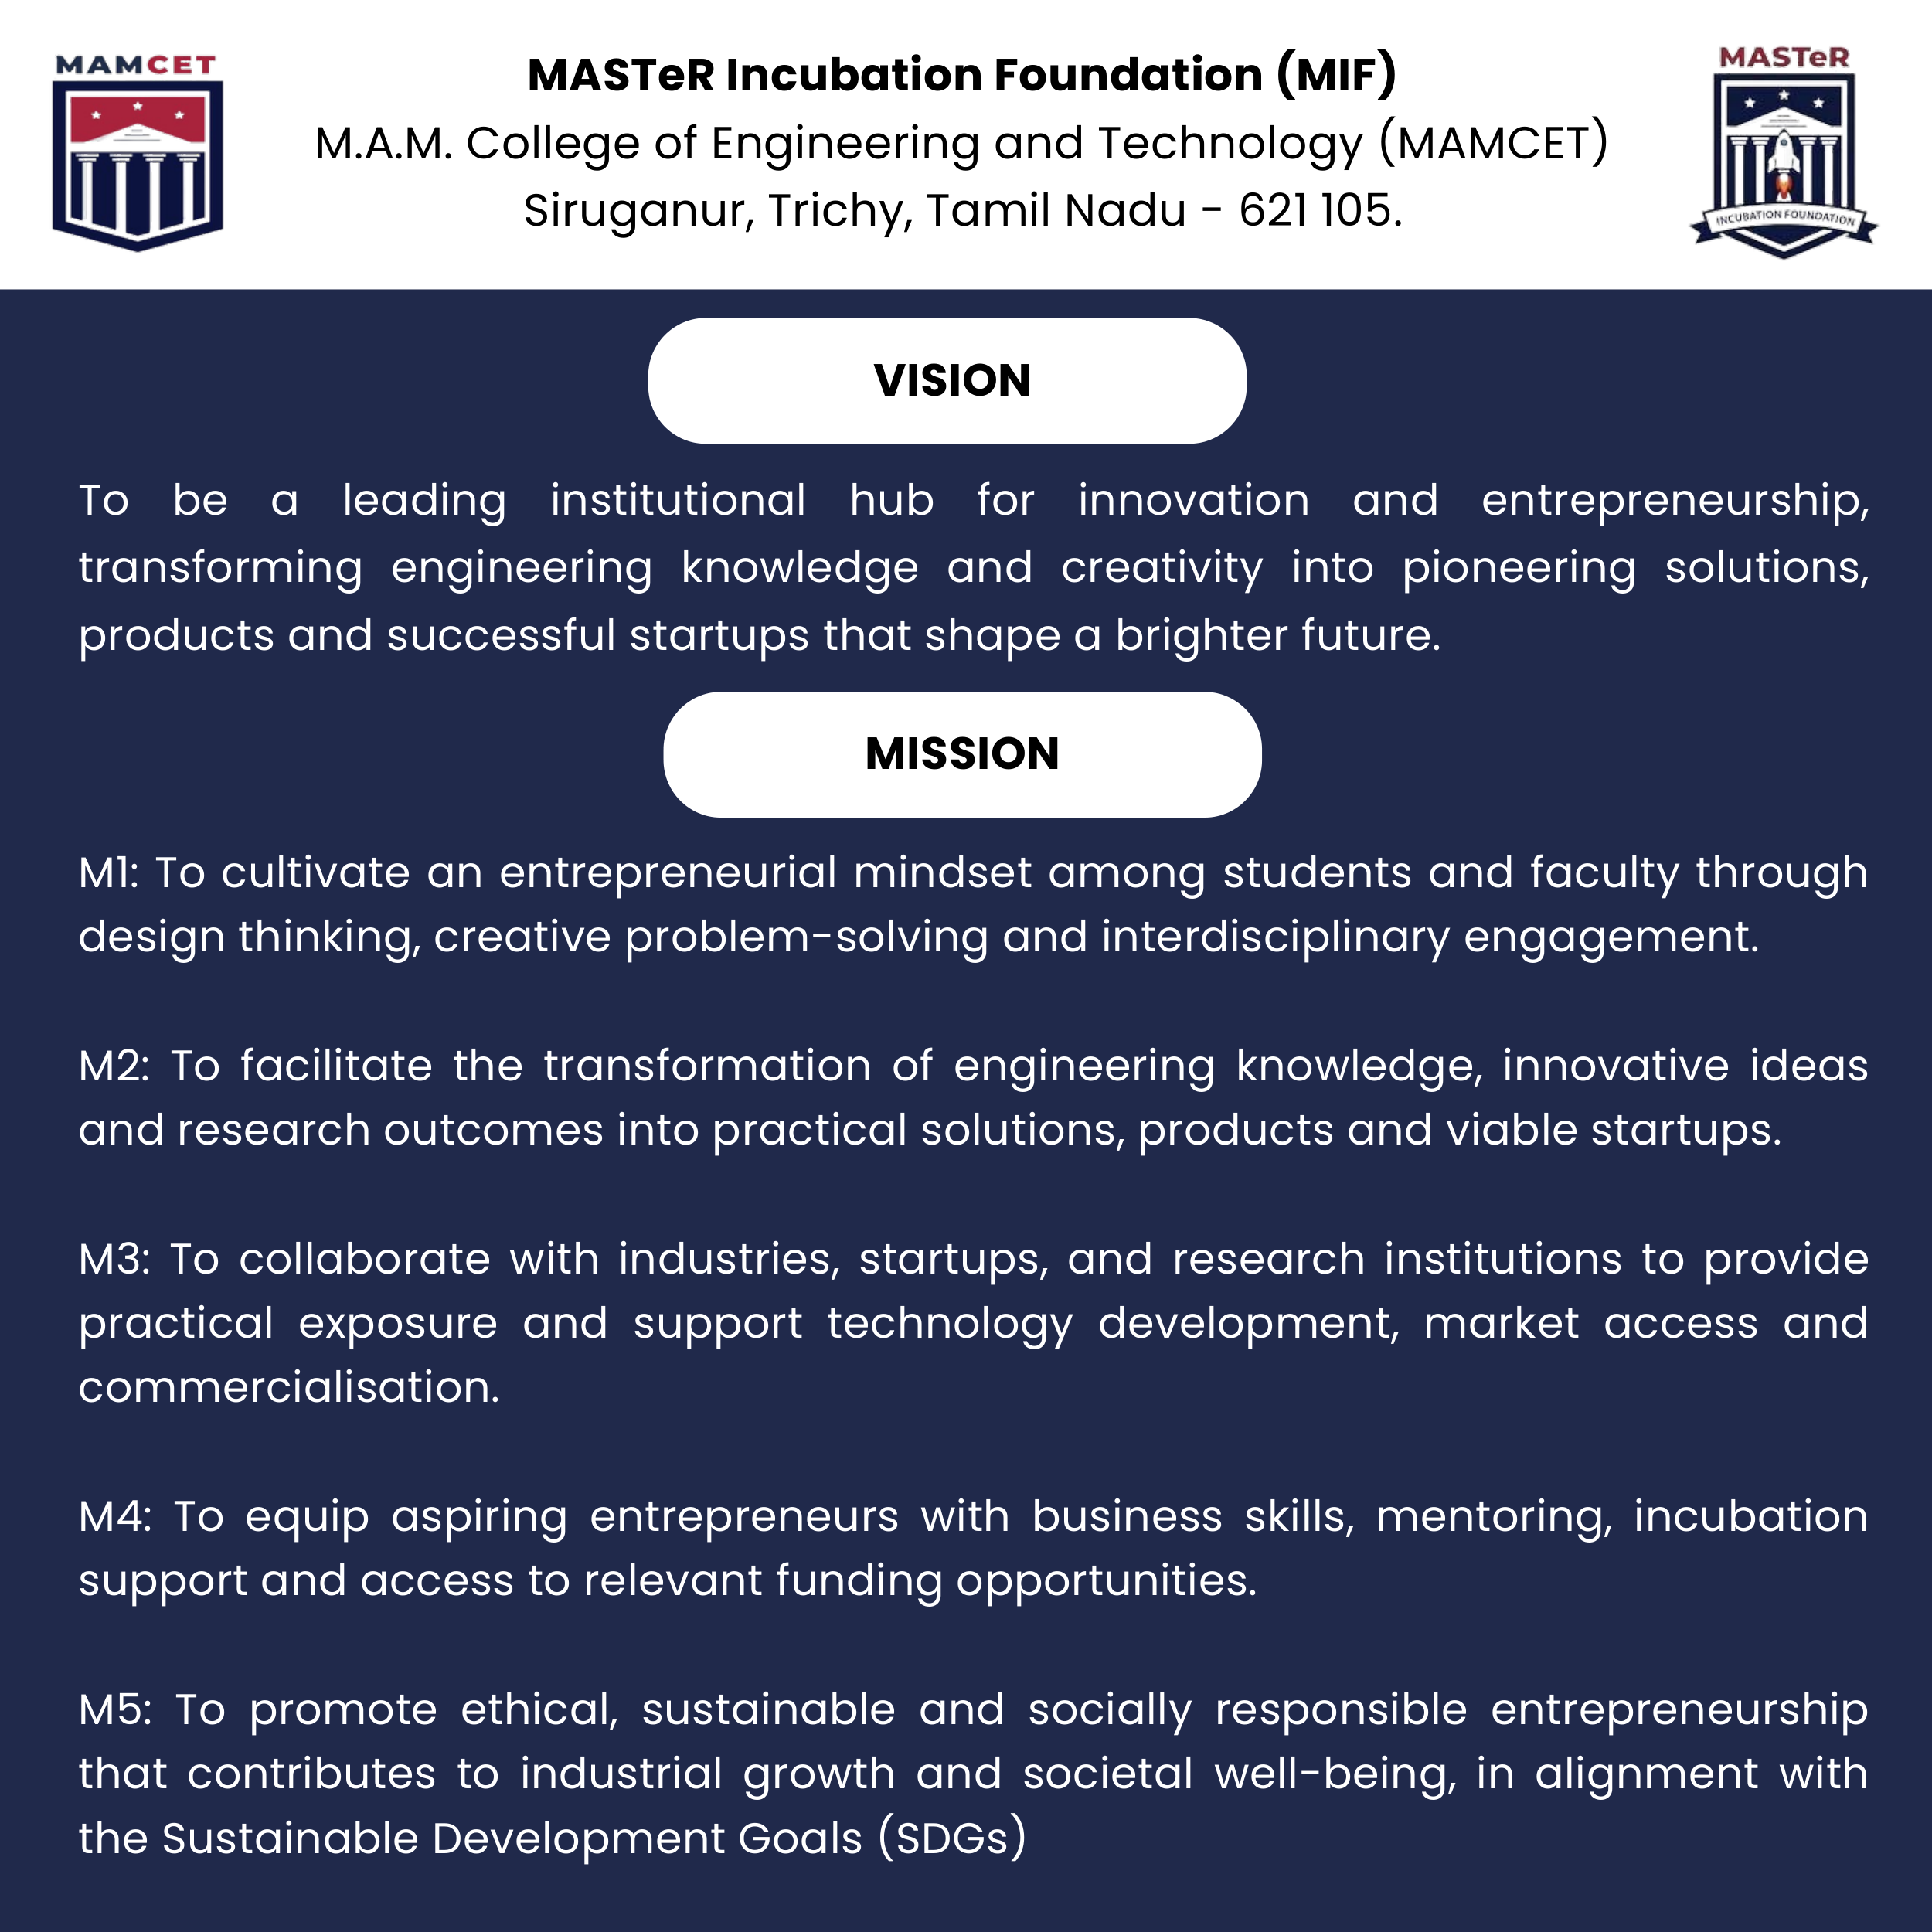 MAMCET
MASTeR Incubation Foundation (MIF)
M.A.M. College of Engineering and Technology (MAMCET)
Siruganur, Trichy, Tamil Nadu - 621 105.
MASTeR
INCUBATION FOUNDATION
VISION
To be a leading institutional hub for innovation and entrepreneurship,
transforming engineering knowledge and creativity into pioneering solutions,
products and successful startups that shape a brighter future.
MISSION
M1: To cultivate an entrepreneurial mindset among students and faculty through
design thinking, creative problem-solving and interdisciplinary engagement.
M2: To facilitate the transformation of engineering knowledge, innovative ideas
and research outcomes into practical solutions, products and viable startups.
M3: To collaborate with industries, startups, and research institutions to provide
practical exposure and support technology development, market access and
commercialisation.
M4: To equip aspiring entrepreneurs with business skills, mentoring, incubation
support and access to relevant funding opportunities.
M5: To promote ethical, sustainable and socially responsible entrepreneurship
that contributes to industrial growth and societal well-being, in alignment with
the Sustainable Development Goals (SDGs)